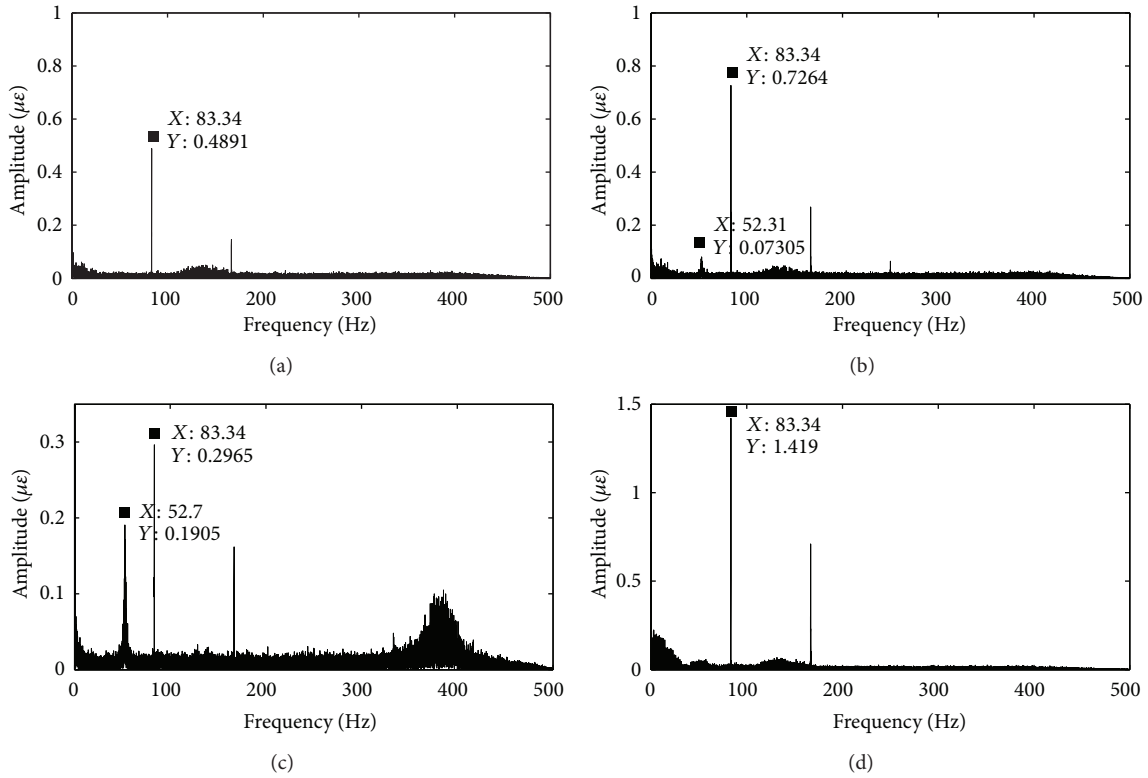 1
0.8
0.6
0.4
0.2
0
Amplitude (με)
X: 83.34
Y: 0.4891
0 100 200 300 400 500
Frequency (Hz)
(a)
1
0.8
0.6
0.4
0.2
0
Amplitude (με)
X: 83.34
Y: 0.7264
X: 52.31
Y: 0.07305
0 100 200 300 400 500
Frequency (Hz)
(b)
0.3
0.2
0.1
0
Amplitude (με)
X: 83.34
Y: 0.2965
X: 52.7
Y: 0.1905
0 100 200 300 400 500
Frequency (Hz)
(c)
1.5
1
0.5
0
Amplitude (με)
X: 83.34
Y: 1.419
0 100 200 300 400 500
Frequency (Hz)
(d)